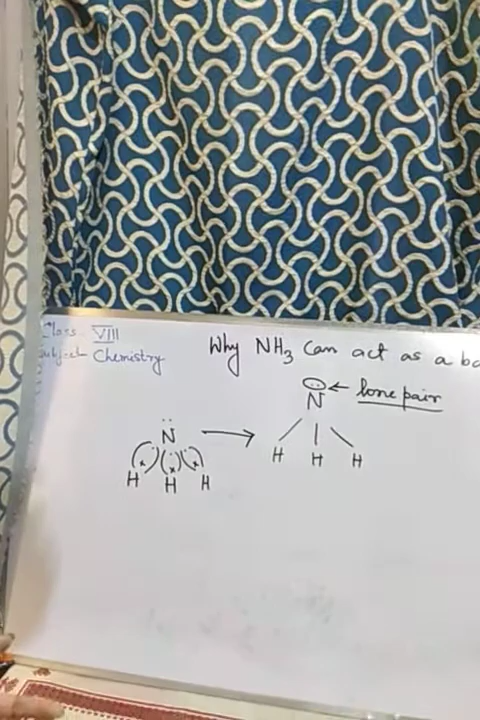 Class VIII
Subject Chemistry
Why NH3 Can act as a ba
N ← lone pair
N →
H H H
H H H